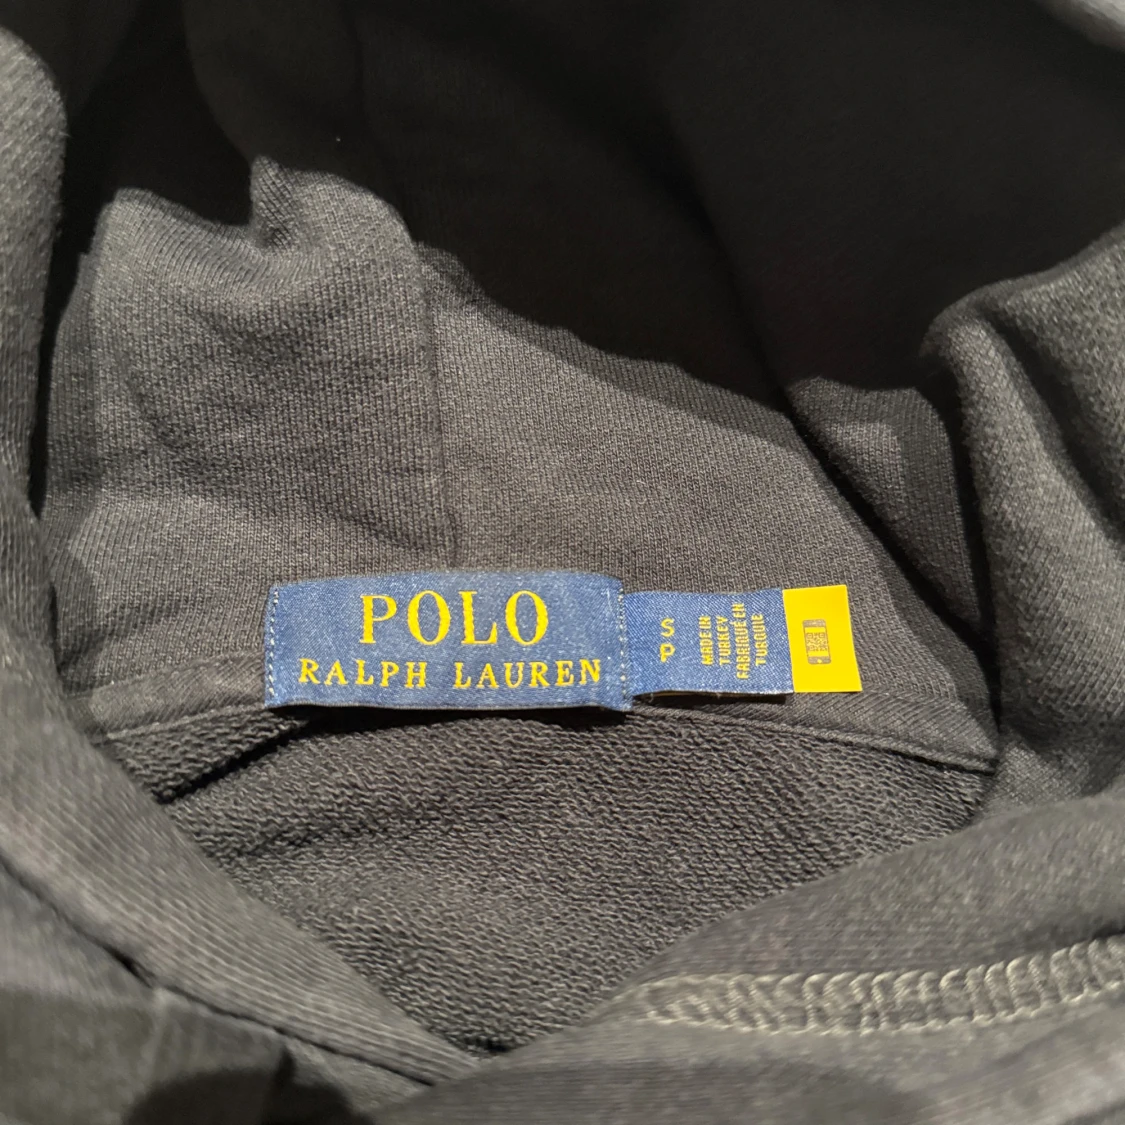 POLO
RALPH LAUREN
S
P
MADE IN
TURKEY
FABRIQUÉ EN
TURQUIE